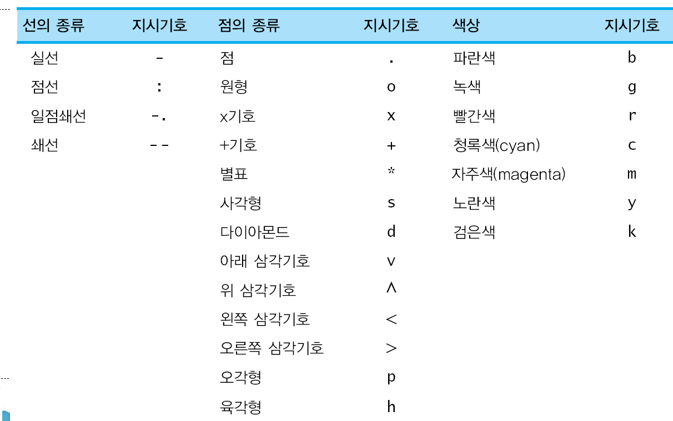 선의 종류 지시기호 점의 종류 지시기호 색상 지시기호
실선 - 점 . 파란색 b
점선 : 원형 o 녹색 g
일점쇄선 -. x기호 x 빨간색 r
쇄선 -- +기호 + 청록색(cyan) c
별표 * 자주색(magenta) m
사각형 s 노란색 y
다이아몬드 d 검은색 k
아래 삼각기호 v
위 삼각기호 ^
왼쪽 삼각기호 <
오른쪽 삼각기호 >
오각형 p
육각형 h